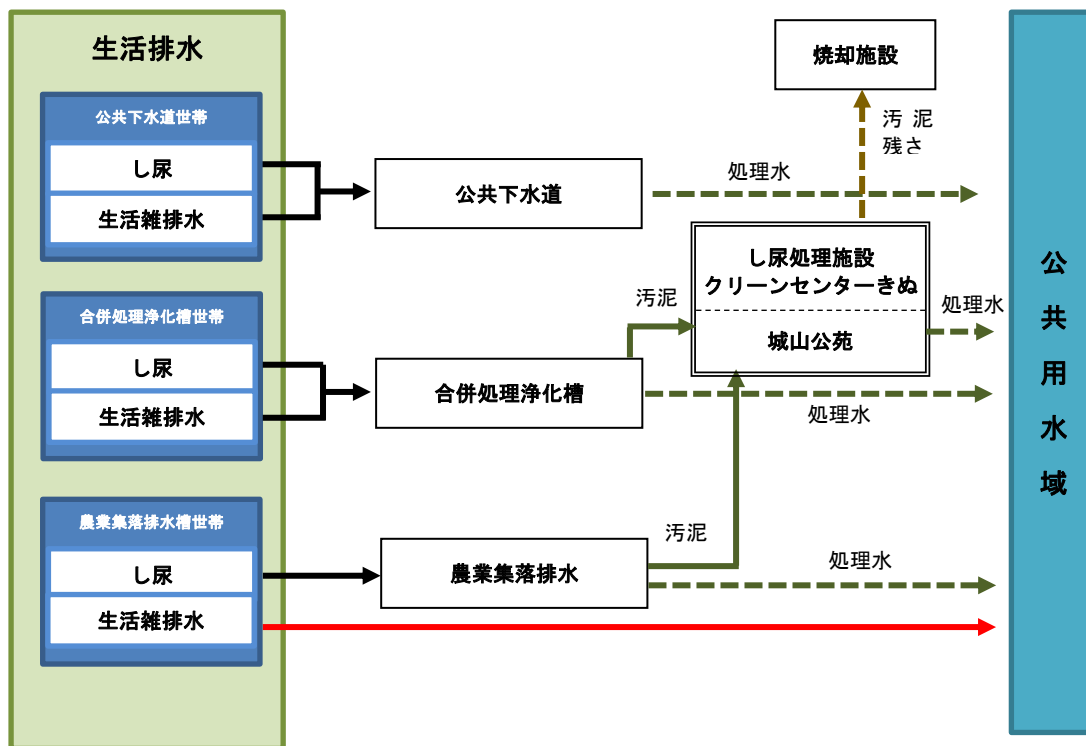 生活排水
公共下水道世帯
し尿
生活雑排水
合併処理浄化槽世帯
し尿
生活雑排水
農業集落排水槽世帯
し尿
生活雑排水
公共下水道
合併処理浄化槽
農業集落排水
汚泥
汚泥
処理水
処理水
処理水
処理水
焼却施設
汚 泥
残さ
し尿処理施設
クリーンセンターきぬ
城山公苑
公共用水域